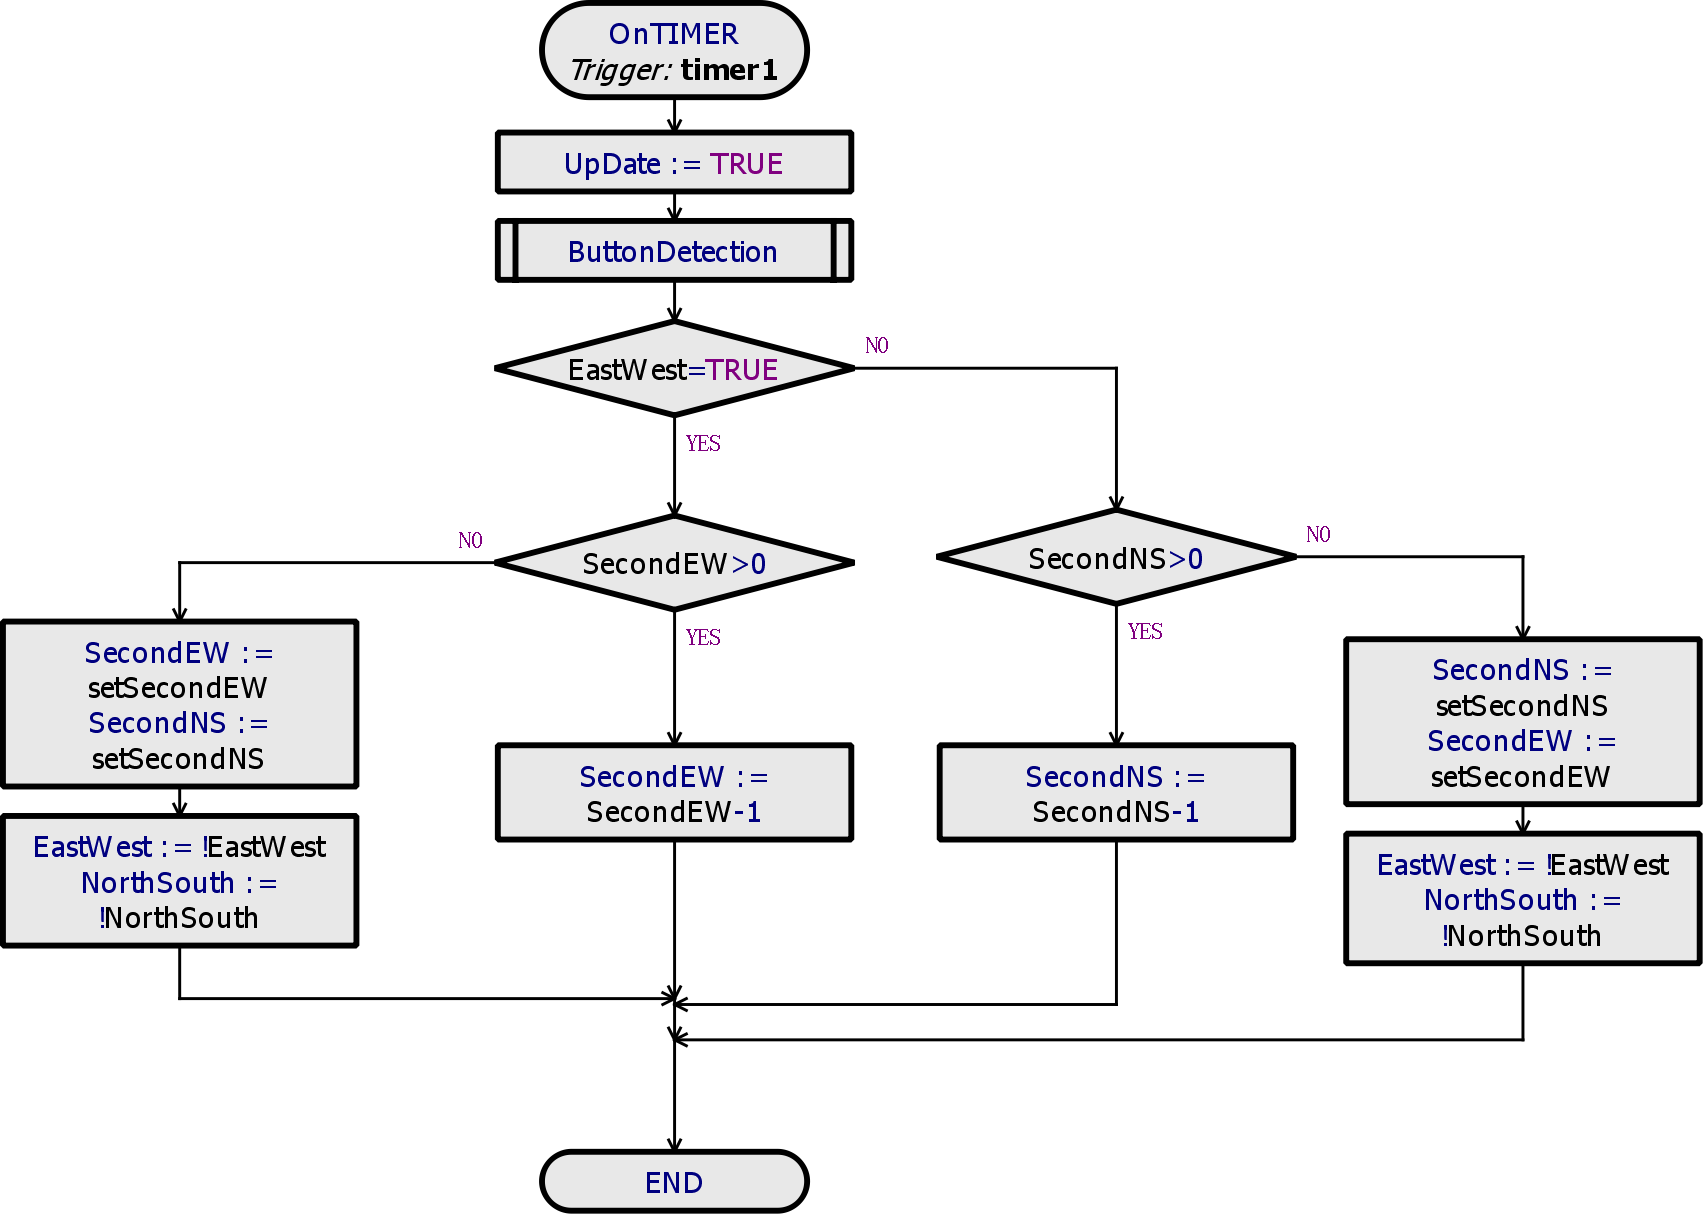 OnTIMER
Trigger: timer1
UpDate := TRUE
ButtonDetection
EastWest=TRUE
NO
YES
SecondEW>0
NO
YES
SecondNS>0
NO
YES
SecondEW :=
setSecondEW
SecondNS :=
setSecondNS
EastWest := !EastWest
NorthSouth :=
!NorthSouth
SecondEW :=
SecondEW-1
SecondNS :=
SecondNS-1
SecondNS :=
setSecondNS
SecondEW :=
setSecondEW
EastWest := !EastWest
NorthSouth :=
!NorthSouth
END